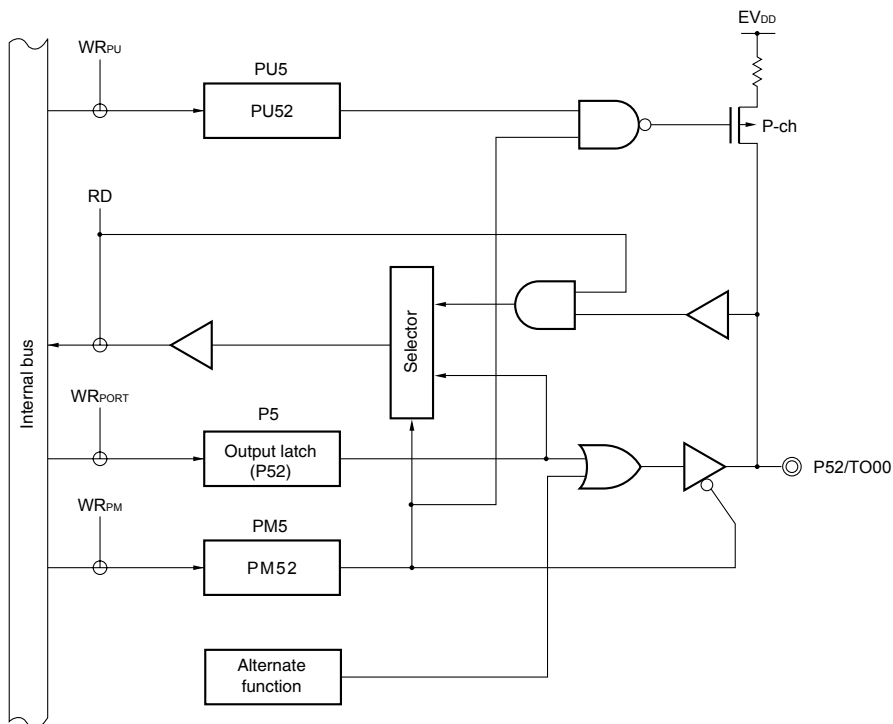 EVDD
WRPU
PU5
PU52
P-ch
RD
Selector
Internal bus
WRPORT
P5
Output latch
(P52)
P52/TO00
WRPM
PM5
PM52
Alternate
function